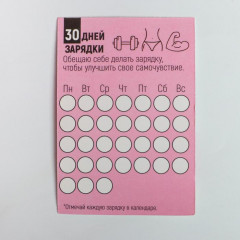 30 ДНЕЙ
ЗАРЯДКИ
Обещаю себе делать зарядку,
чтобы улучшить свое самочувствие.
Пн Вт Ср Чт Пт Сб Вс
*Отмечай каждую зарядку в календаре.